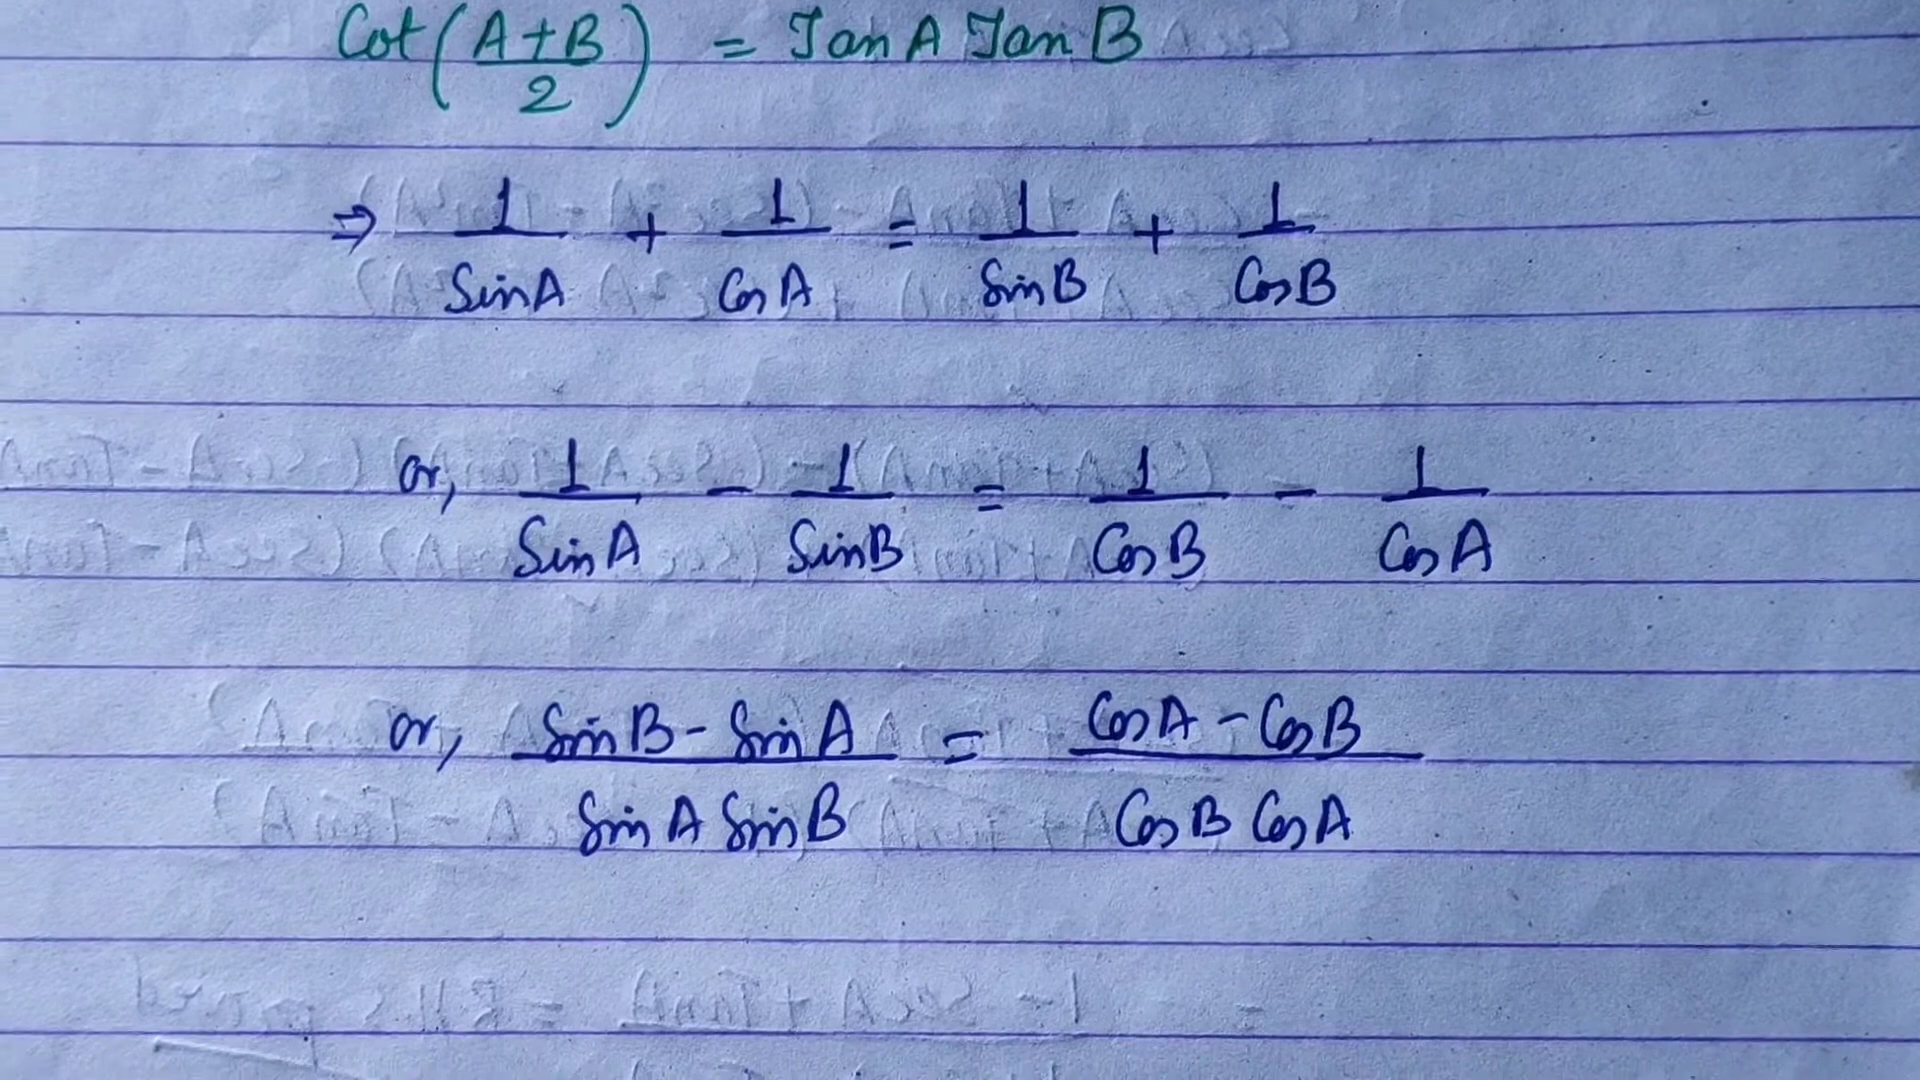 Cot((A+B)/2) = Tan A Tan B
⇒ 1/SinA + 1/CosA = 1/SinB + 1/CosB
or, 1/SinA - 1/SinB = 1/CosB - 1/CosA
or, (SinB - SinA)/(SinA SinB) = (CosA - CosB)/(CosB CosA)